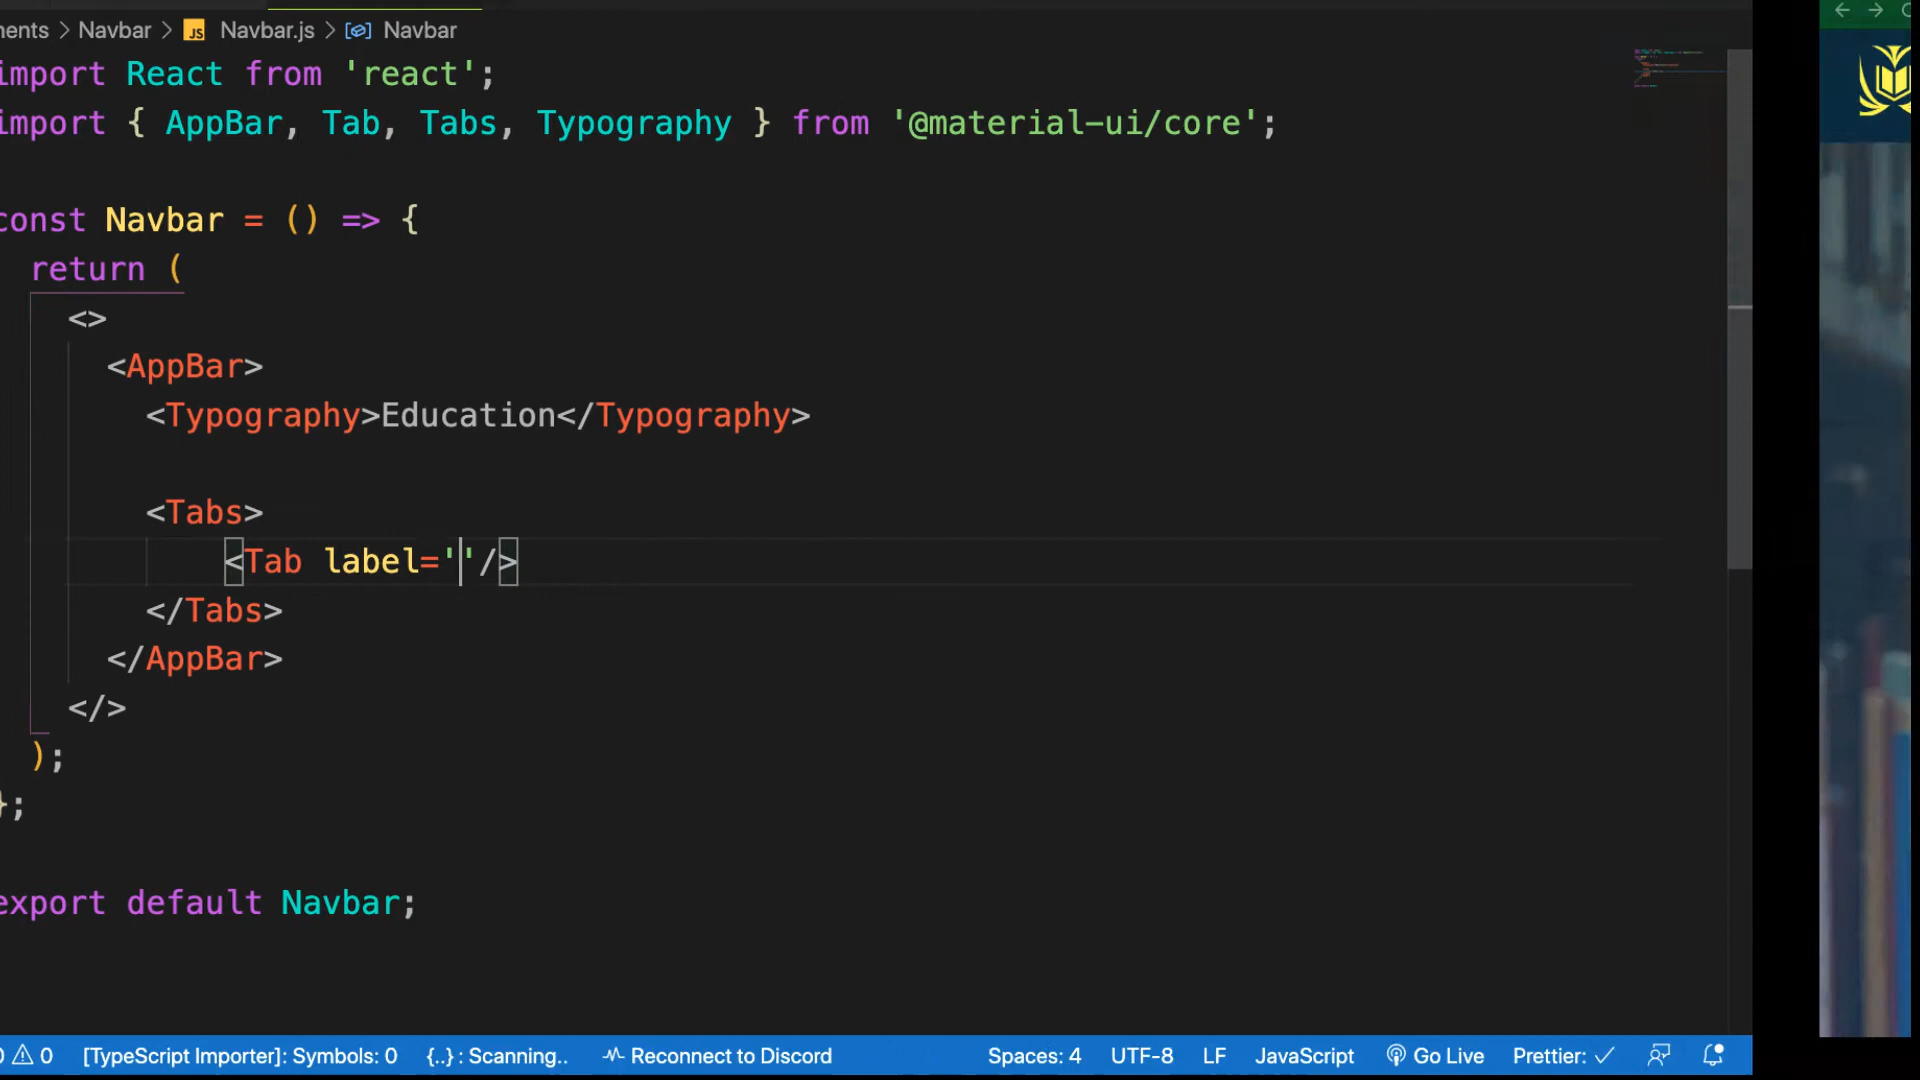 nents > Navbar > JS Navbar.js > Navbar
import React from 'react';
import { AppBar, Tab, Tabs, Typography } from '@material-ui/core';
const Navbar = () => {
return (
<>
<AppBar>
<Typography>Education</Typography>
<Tabs>
<Tab label=''/>
</Tabs>
</AppBar>
</>
);
};
export default Navbar;
0 0 [TypeScript Importer]: Symbols: 0 {..} : Scanning.. Reconnect to Discord Spaces: 4 UTF-8 LF JavaScript Go Live Prettier: ✓